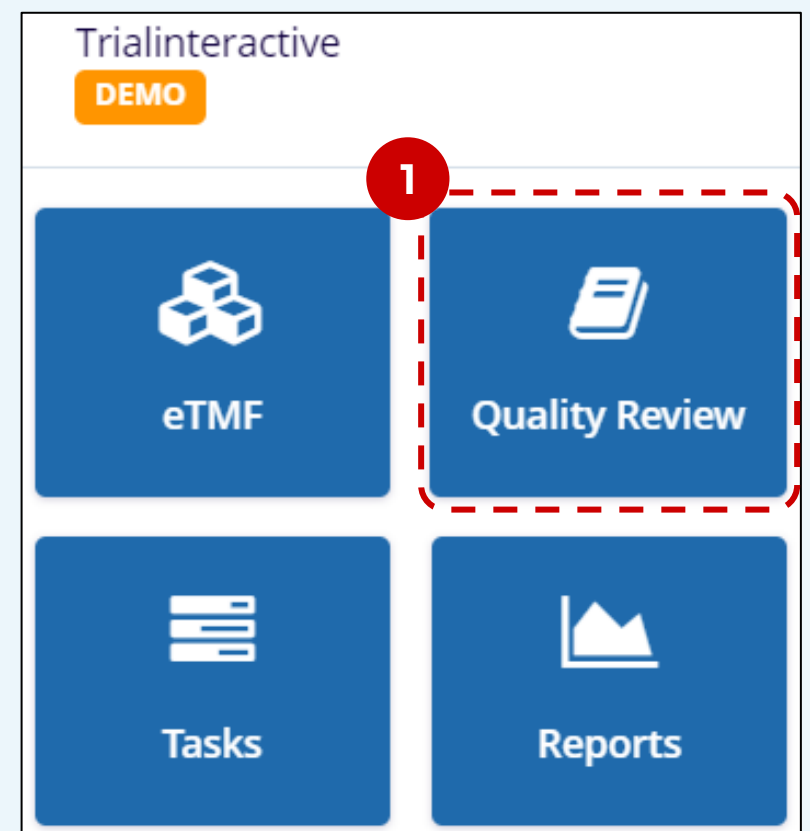 Trialinteractive
DEMO
1
eTMF
Quality Review
Tasks
Reports